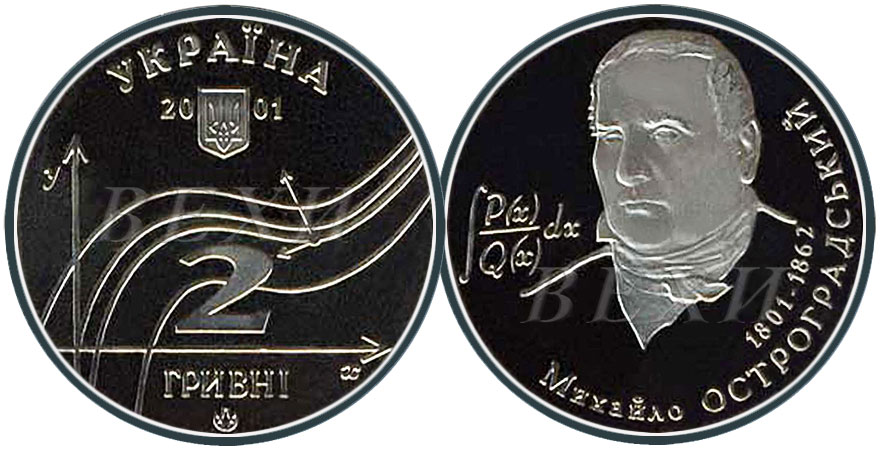 УКРАЇНА
20 01
y
ВЕХИ
2
x
ГРИВНІ
∫ P(x)/Q(x) dx
ВЕХИ
1801-1862
Михайло ОСТРОГРАДСЬКИЙ